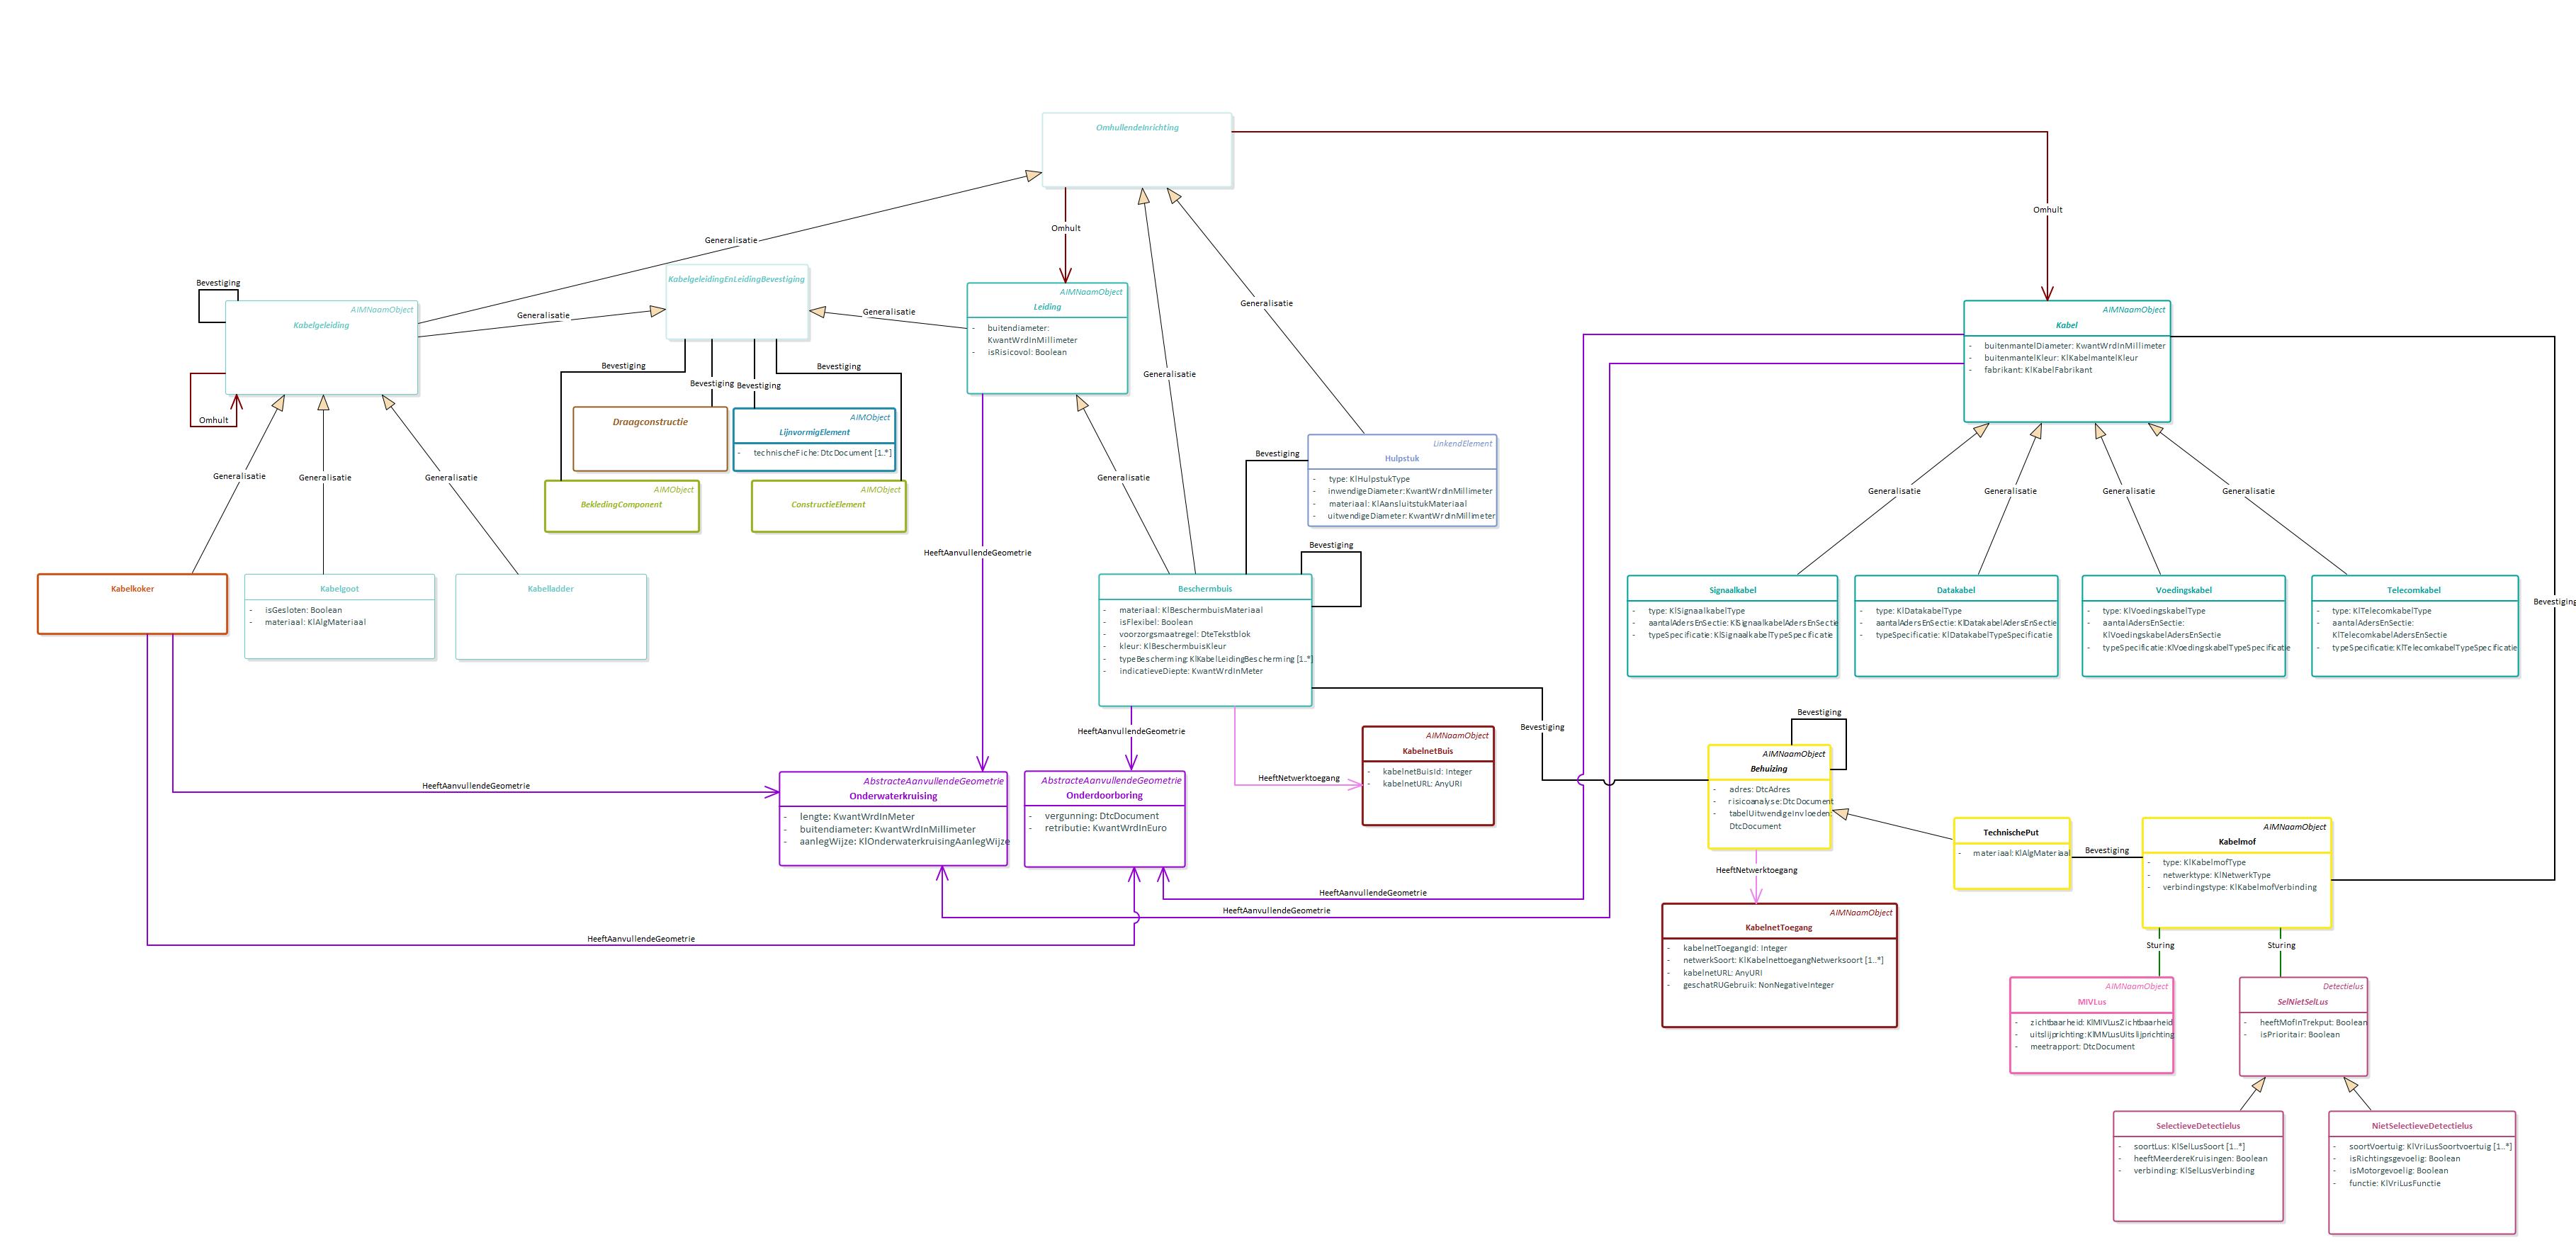 OmhullendeInrichting
Omhult
Omhult
Generalisatie
Generalisatie
Generalisatie
Generalisatie
Generalisatie
Bevestiging
AIMNaamObject
Kabelgeleiding
Omhult
KabelgeleidingEnLeidingBevestiging
Generalisatie
AIMNaamObject
Leiding
- buitendiameter:
KwantWrdInMillimeter
- isRisicovol: Boolean
AIMNaamObject
Kabel
- buitenmantelDiameter: KwantWrdInMillimeter
- buitenmantelKleur: KlKabelmantelKleur
- fabrikant: KlKabelFabrikant
Bevestiging
Bevestiging
Bevestiging
Bevestiging
Draagconstructie
AIMObject
LijnvormigElement
- technischeFiche: DtcDocument [1..*]
AIMObject
BekledingComponent
AIMObject
ConstructieElement
LinkendElement
Hulpstuk
- type: KlHulpstukType
- inwendigeDiameter: KwantWrdInMillimeter
- materiaal: KlAansluitstukMateriaal
- uitwendigeDiameter: KwantWrdInMillimeter
Bevestiging
Generalisatie
Generalisatie
Generalisatie
Generalisatie
Generalisatie
Generalisatie
Generalisatie
Generalisatie
HeeftAanvullendeGeometrie
Bevestiging
Kabelkoker
Kabelgoot
- isGesloten: Boolean
- materiaal: KlAlgMateriaal
Kabelladder
Beschermbuis
- materiaal: KlBeschermbuisMateriaal
- isFlexibel: Boolean
- voorzorgsmaatregel: DteTekstblok
- kleur: KlBeschermbuisKleur
- typeBescherming: KlKabelLeidingBescherming [1..*]
- indicatieveDiepte: KwantWrdInMeter
Signaalkabel
- type: KlSignaalkabelType
- aantalAdersEnSectie: KlSignaalkabelAdersEnSectie
- typeSpecificatie: KlSignaalkabelTypeSpecificatie
Datakabel
- type: KlDatakabelType
- aantalAdersEnSectie: KlDatakabelAdersEnSectie
- typeSpecificatie: KlDatakabelTypeSpecificatie
Voedingskabel
- type: KlVoedingskabelType
- aantalAdersEnSectie:
KlVoedingskabelAdersEnSectie
- typeSpecificatie: KlVoedingskabelTypeSpecificatie
Telecomkabel
- type: KlTelecomkabelType
- aantalAdersEnSectie:
KlTelecomkabelAdersEnSectie
- typeSpecificatie: KlTelecomkabelTypeSpecificatie
Bevestiging
HeeftAanvullendeGeometrie
Bevestiging
Bevestiging
AIMNaamObject
KabelnetBuis
- kabelnetBuisId: Integer
- kabelnetURL: AnyURI
HeeftNetwerktoegang
HeeftAanvullendeGeometrie
AbstracteAanvullendeGeometrie
Onderwaterkruising
- lengte: KwantWrdInMeter
- buitendiameter: KwantWrdInMillimeter
- aanlegWijze: KlOnderwaterkruisingAanlegWijze
AbstracteAanvullendeGeometrie
Onderdoorboring
- vergunning: DtcDocument
- retributie: KwantWrdInEuro
AIMNaamObject
Behuizing
- adres: DtcAdres
- risicoanalyse: DtcDocument
- tabelUitwendigeInvloeden:
DtcDocument
TechnischePut
- materiaal: KlAlgMateriaal
Bevestiging
AIMNaamObject
Kabelmof
- type: KlKabelmofType
- netwerktype: KlNetwerkType
- verbindingstype: KlKabelmofVerbinding
HeeftNetwerktoegang
HeeftAanvullendeGeometrie
HeeftAanvullendeGeometrie
HeeftAanvullendeGeometrie
AIMNaamObject
KabelnetToegang
- kabelnetToegangId: Integer
- netwerkSoort: KlKabelnettoegangNetwerksoort [1..*]
- kabelnetURL: AnyURI
- geschatRUGebruik: NonNegativeInteger
Sturing
Sturing
AIMNaamObject
MIVLus
- zichtbaarheid: KlMIVLusZichtbaarheid
- uitslijprichting: KlMIVLusUitslijprichting
- meetrapport: DtcDocument
Detectielus
SelNietSelLus
- heeftMofInTrekput: Boolean
- isPrioritair: Boolean
SelectieveDetectielus
- soortLus: KlSelLusSoort [1..*]
- heeftMeerdereKruisingen: Boolean
- verbinding: KlSelLusVerbinding
NietSelectieveDetectielus
- soortVoertuig: KlVriLusSoortvoertuig [1..*]
- isRichtingsgevoelig: Boolean
- isMotorgevoelig: Boolean
- functie: KlVriLusFunctie